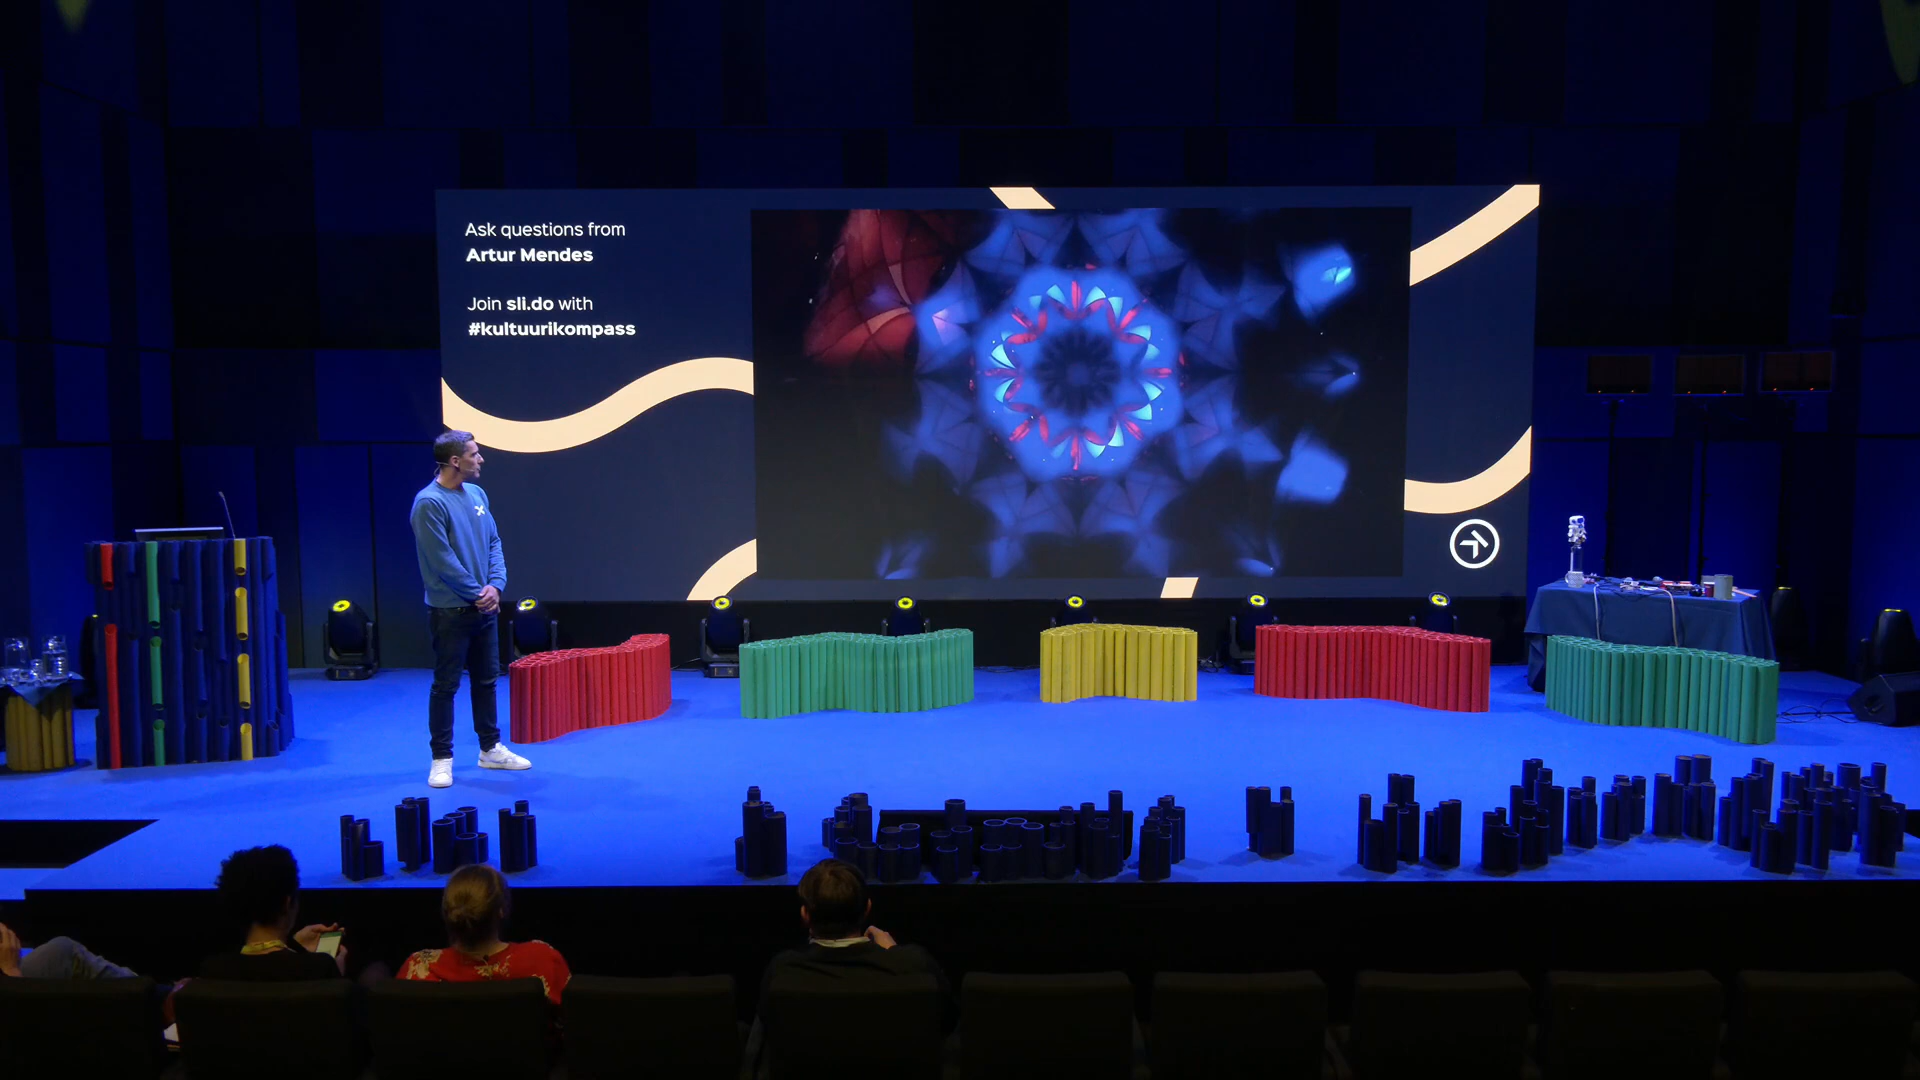 Ask questions from
Artur Mendes
Join sli.do with
#kultuurikompass